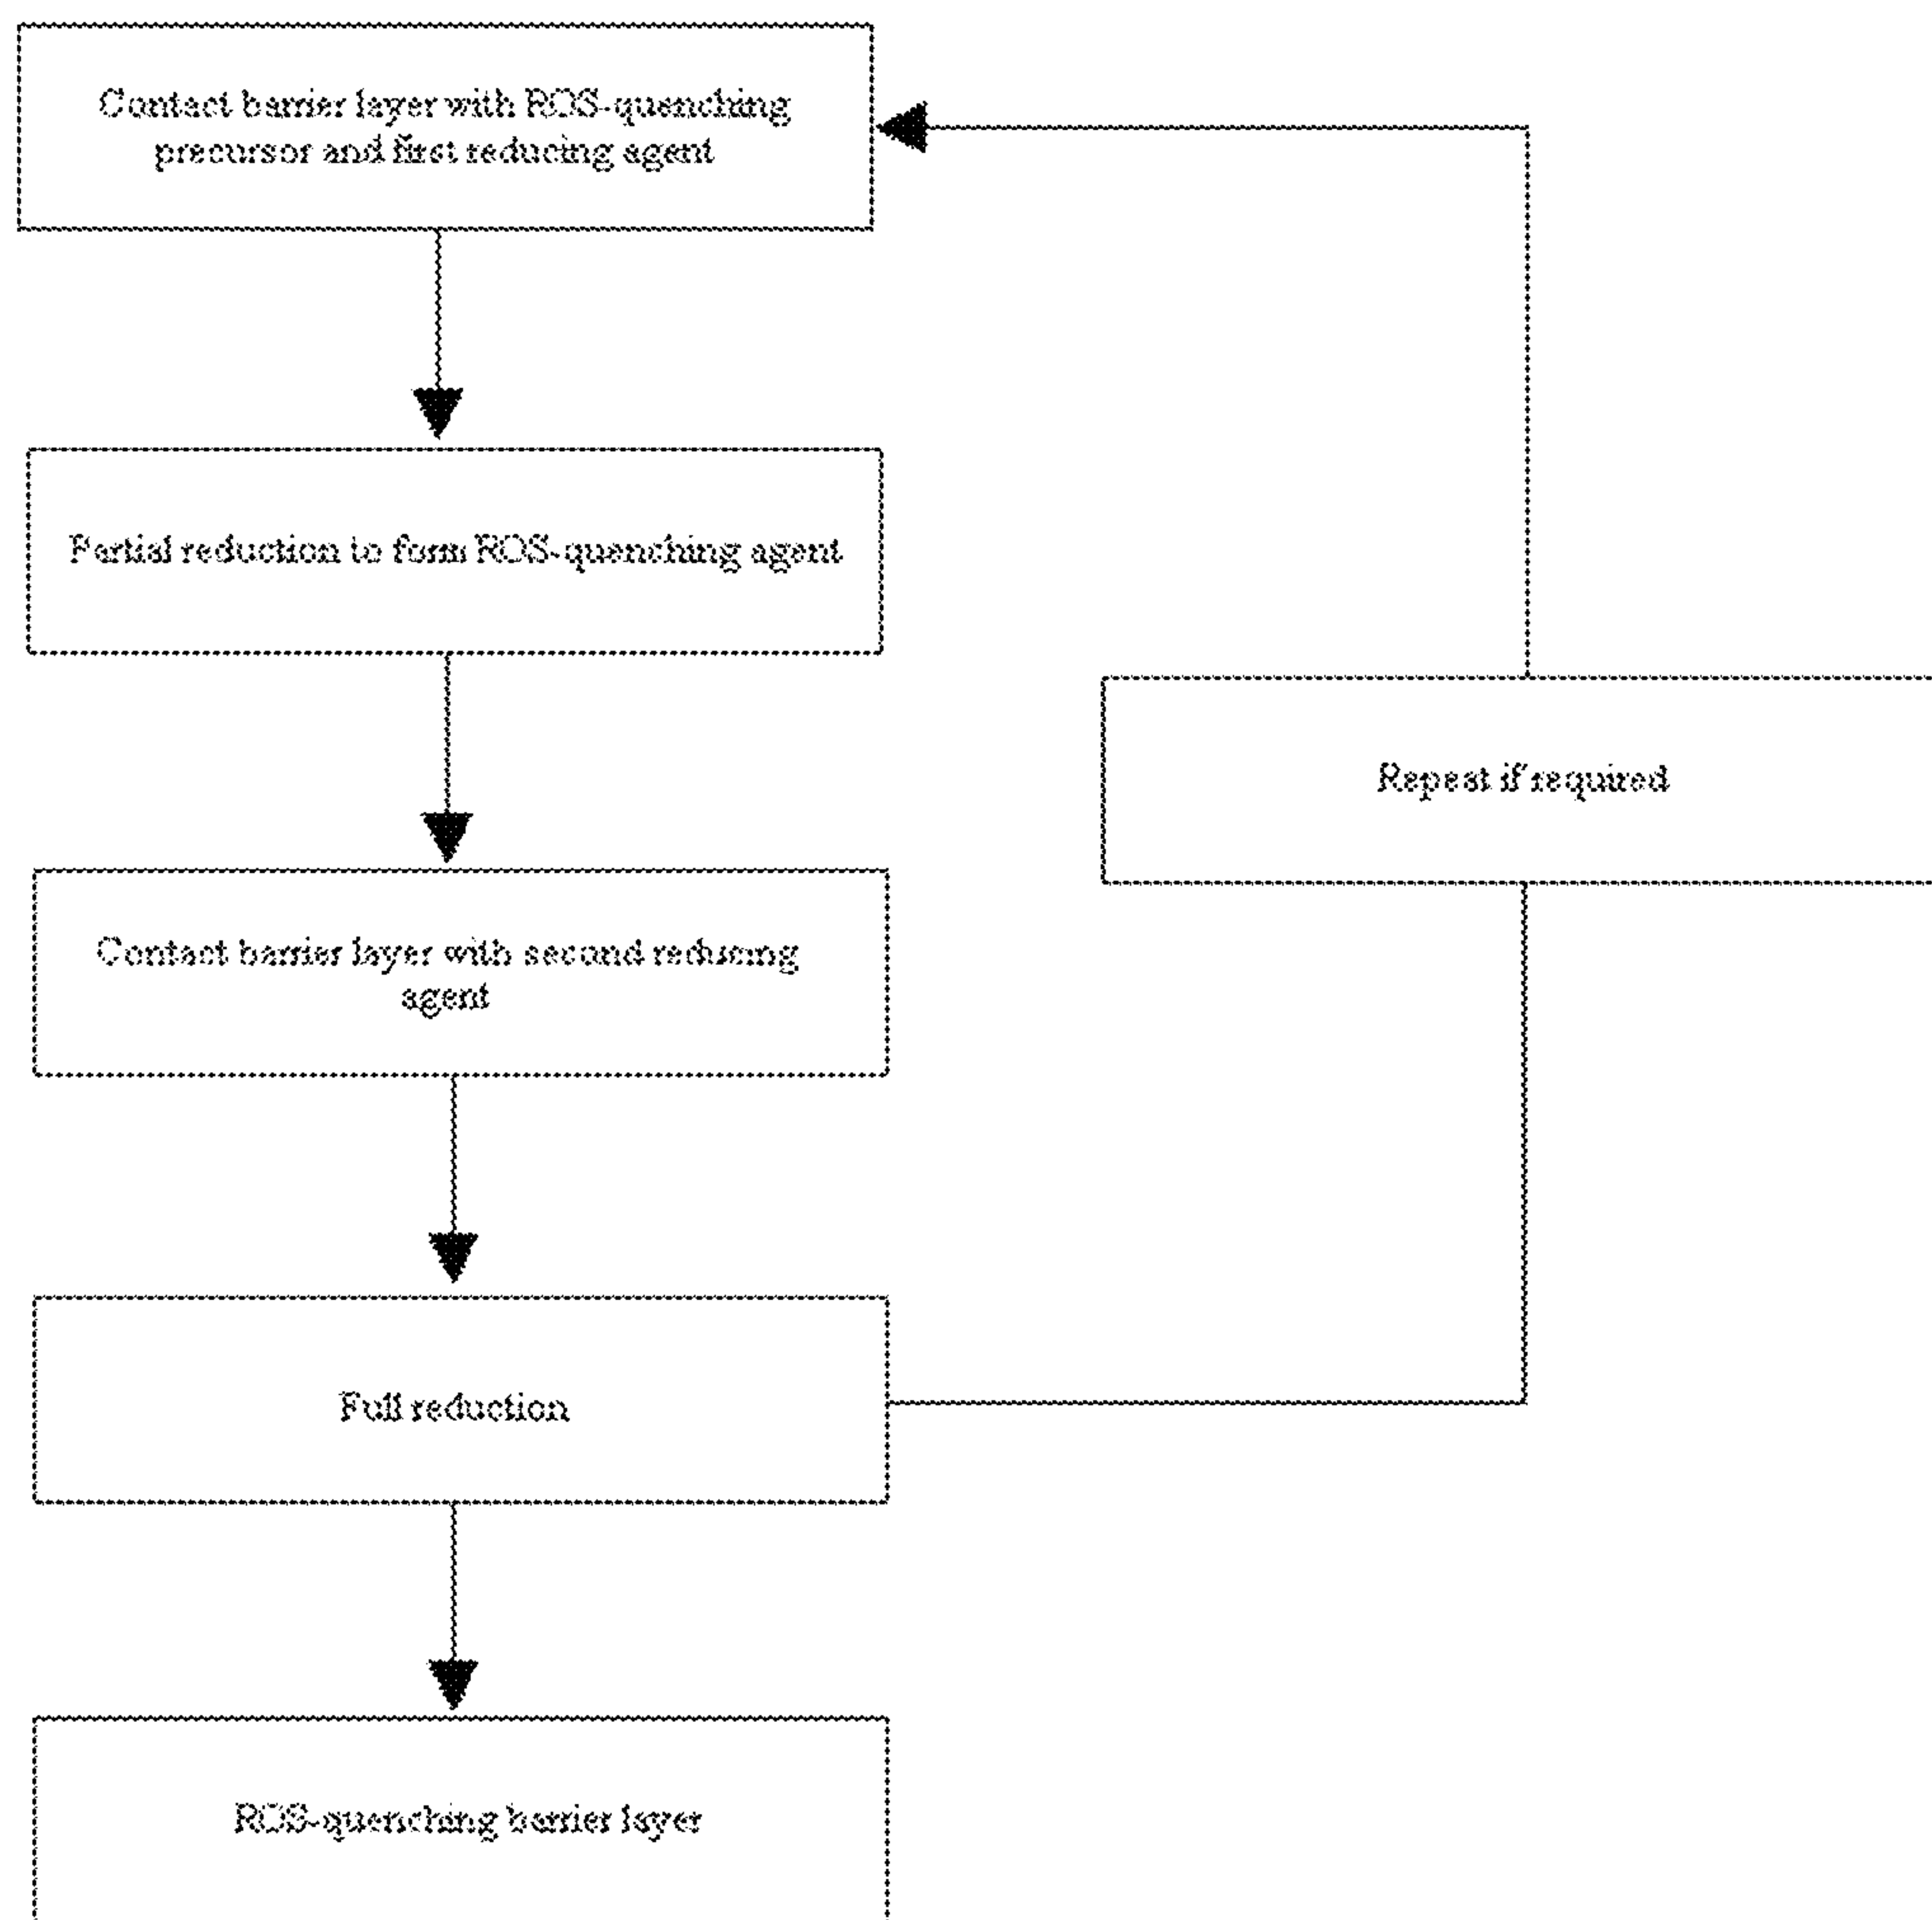 Contact barrier layer with ROS-quenching
precursor and first reducing agent
Partial reduction to form ROS-quenching agent
Contact barrier layer with second reducing
agent
Full reduction
Repeat if required
ROS-quenching barrier layer